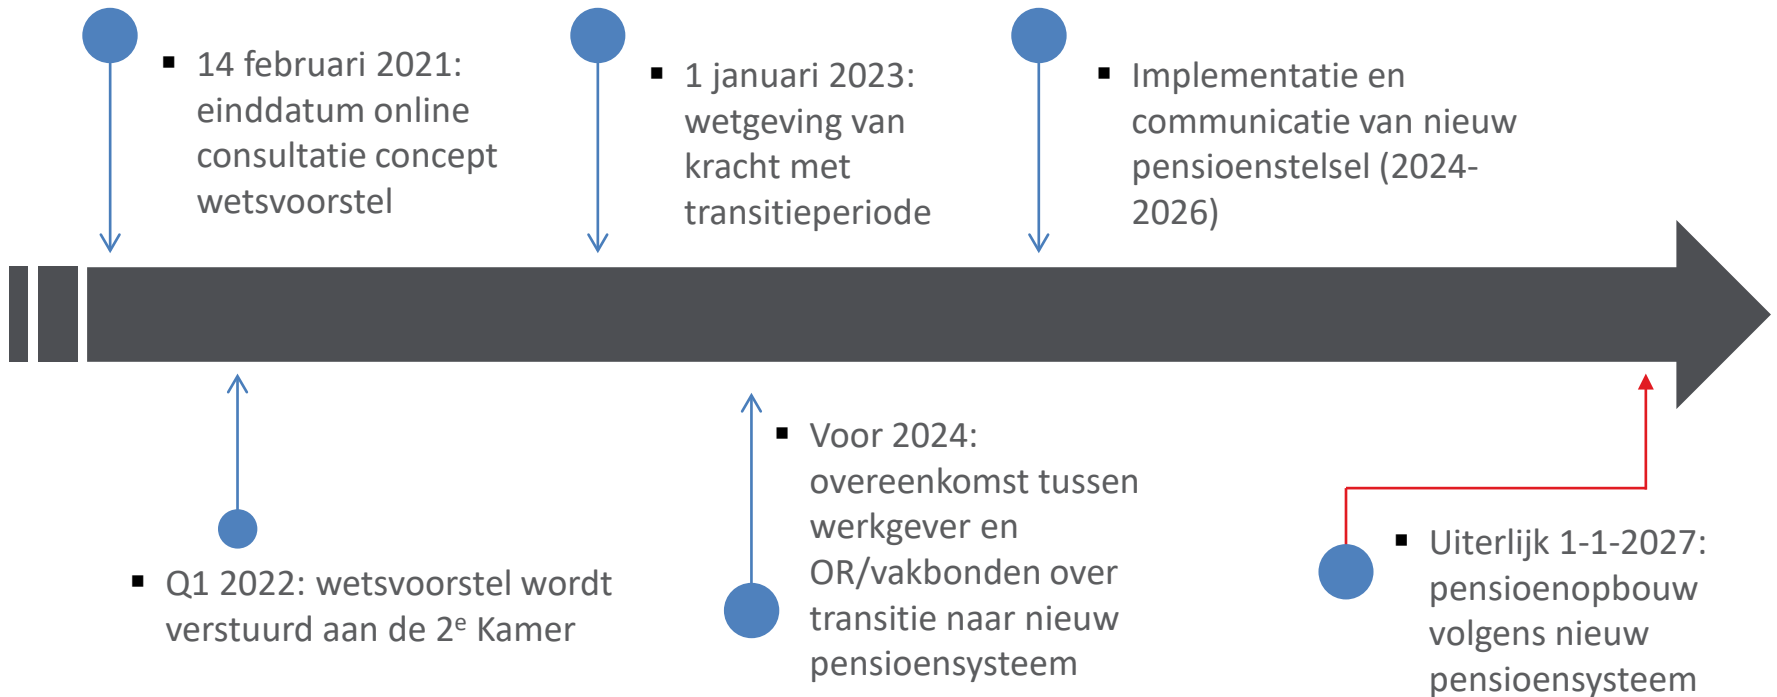 ▪ 14 februari 2021:
einddatum online
consultatie concept
wetsvoorstel
▪ 1 januari 2023:
wetgeving van
kracht met
transitieperiode
▪ Implementatie en
communicatie van nieuw
pensioenstelsel (2024-
2026)
▪ Q1 2022: wetsvoorstel wordt
verstuurd aan de 2e Kamer
▪ Voor 2024:
overeenkomst tussen
werkgever en
OR/vakbonden over
transitie naar nieuw
pensioensysteem
▪ Uiterlijk 1-1-2027:
pensioenopbouw
volgens nieuw
pensioensysteem